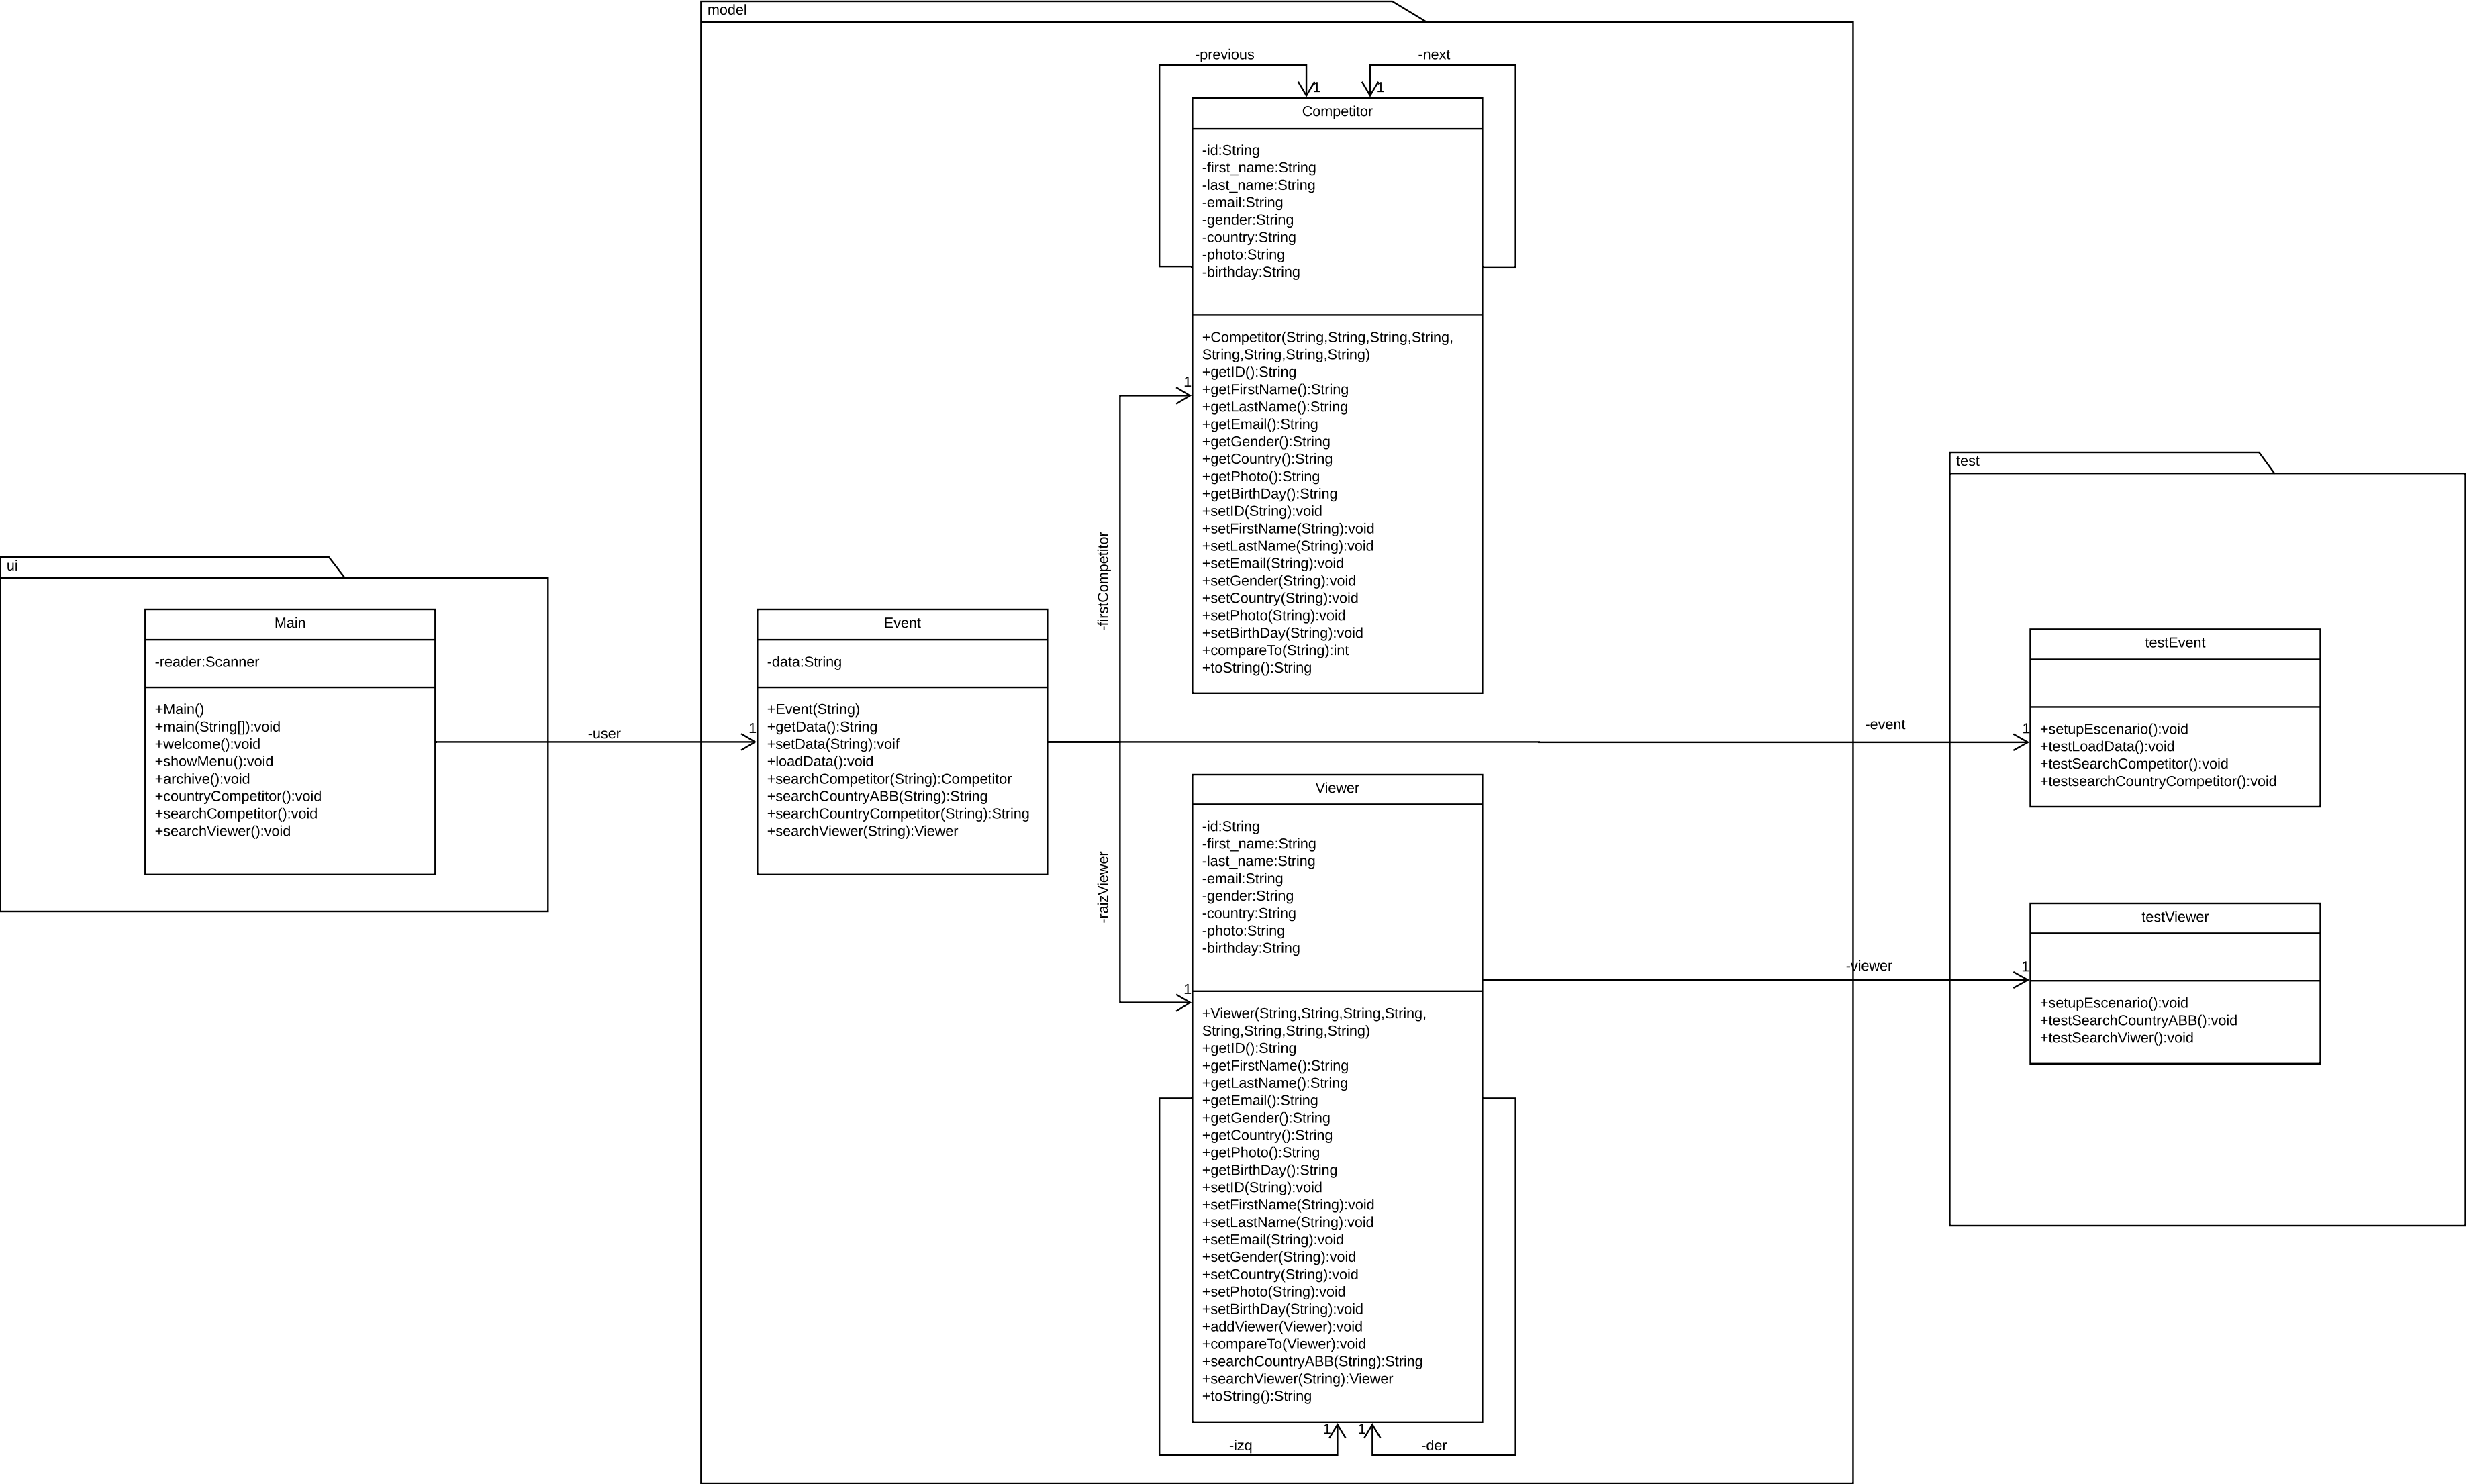 model
-previous
-next
1
1
Competitor
-id:String
-first_name:String
-last_name:String
-email:String
-gender:String
-country:String
-photo:String
-birthday:String
+Competitor(String,String,String,String,
String,String,String,String)
+getID():String
+getFirstName():String
+getLastName():String
+getEmail():String
+getGender():String
+getCountry():String
+getPhoto():String
+getBirthDay():String
+setID(String):void
+setFirstName(String):void
+setLastName(String):void
+setEmail(String):void
+setGender(String):void
+setCountry(String):void
+setPhoto(String):void
+setBirthDay(String):void
+compareTo(String):int
+toString():String
1
-firstCompetitor
ui
Main
-reader:Scanner
+Main()
+main(String[]):void
+welcome():void
+showMenu():void
+archive():void
+countryCompetitor():void
+searchCompetitor():void
+searchViewer():void
-user
1
Event
-data:String
+Event(String)
+getData():String
+setData(String):voif
+loadData():void
+searchCompetitor(String):Competitor
+searchCountryABB(String):String
+searchCountryCompetitor(String):String
+searchViewer(String):Viewer
-raizViewer
1
Viewer
-id:String
-first_name:String
-last_name:String
-email:String
-gender:String
-country:String
-photo:String
-birthday:String
+Viewer(String,String,String,String,
String,String,String,String)
+getID():String
+getFirstName():String
+getLastName():String
+getEmail():String
+getGender():String
+getCountry():String
+getPhoto():String
+getBirthDay():String
+setID(String):void
+setFirstName(String):void
+setLastName(String):void
+setEmail(String):void
+setGender(String):void
+setCountry(String):void
+setPhoto(String):void
+setBirthDay(String):void
+addViewer(Viewer):void
+compareTo(Viewer):void
+searchCountryABB(String):String
+searchViewer(String):Viewer
+toString():String
1
1
-izq
-der
test
-event
1
testEvent
+setupEscenario():void
+testLoadData():void
+testSearchCompetitor():void
+testsearchCountryCompetitor():void
-viewer
1
testViewer
+setupEscenario():void
+testSearchCountryABB():void
+testSearchViwer():void